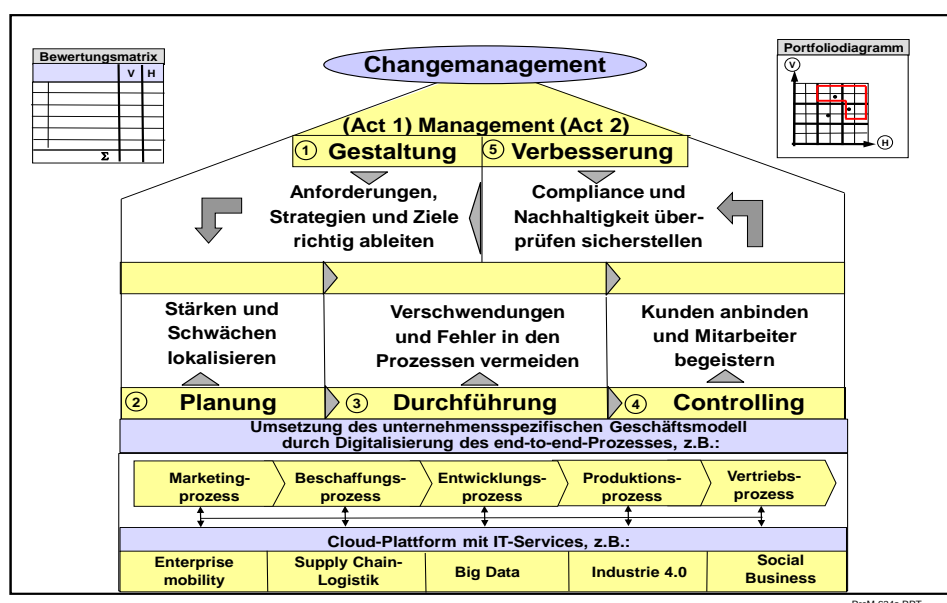 Bewertungsmatrix
V H
Σ
Changemanagement
Portfoliodiagramm
V
H
(Act 1) Management (Act 2)
1 Gestaltung
5 Verbesserung
Anforderungen,
Strategien und Ziele
richtig ableiten
Compliance und
Nachhaltigkeit über-
prüfen sicherstellen
Stärken und
Schwächen
lokalisieren
Verschwendungen
und Fehler in den
Prozessen vermeiden
Kunden anbinden
und Mitarbeiter
begeistern
2 Planung
3 Durchführung
4 Controlling
Umsetzung des unternehmensspezifischen Geschäftsmodell
durch Digitalisierung des end-to-end-Prozesses, z.B.:
Marketing-
prozess
Beschaffungs-
prozess
Entwicklungs-
prozess
Produktions-
prozess
Vertriebs-
prozess
Cloud-Plattform mit IT-Services, z.B.:
Enterprise
mobility
Supply Chain-
Logistik
Big Data
Industrie 4.0
Social
Business